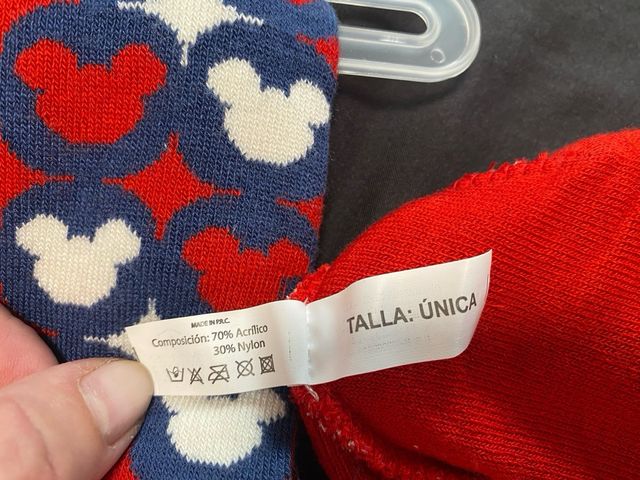 MADE IN P.R.C.
Composición: 70% Acrílico
30% Nylon
TALLA: ÚNICA